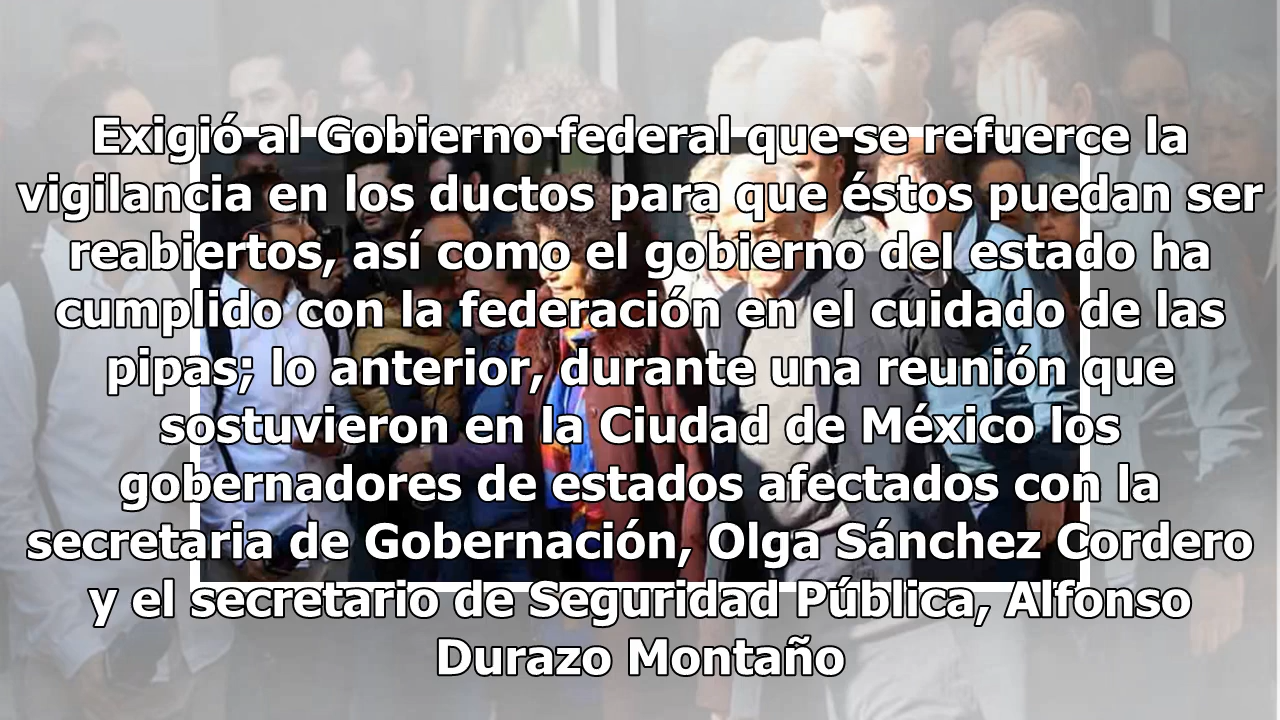 Exigió al Gobierno federal que se refuerce la
vigilancia en los ductos para que éstos puedan ser
reabiertos, así como el gobierno del estado ha
cumplido con la federación en el cuidado de las
pipas; lo anterior, durante una reunión que
sostuvieron en la Ciudad de México los
gobernadores de estados afectados con la
secretaria de Gobernación, Olga Sánchez Cordero
y el secretario de Seguridad Pública, Alfonso
Durazo Montaño